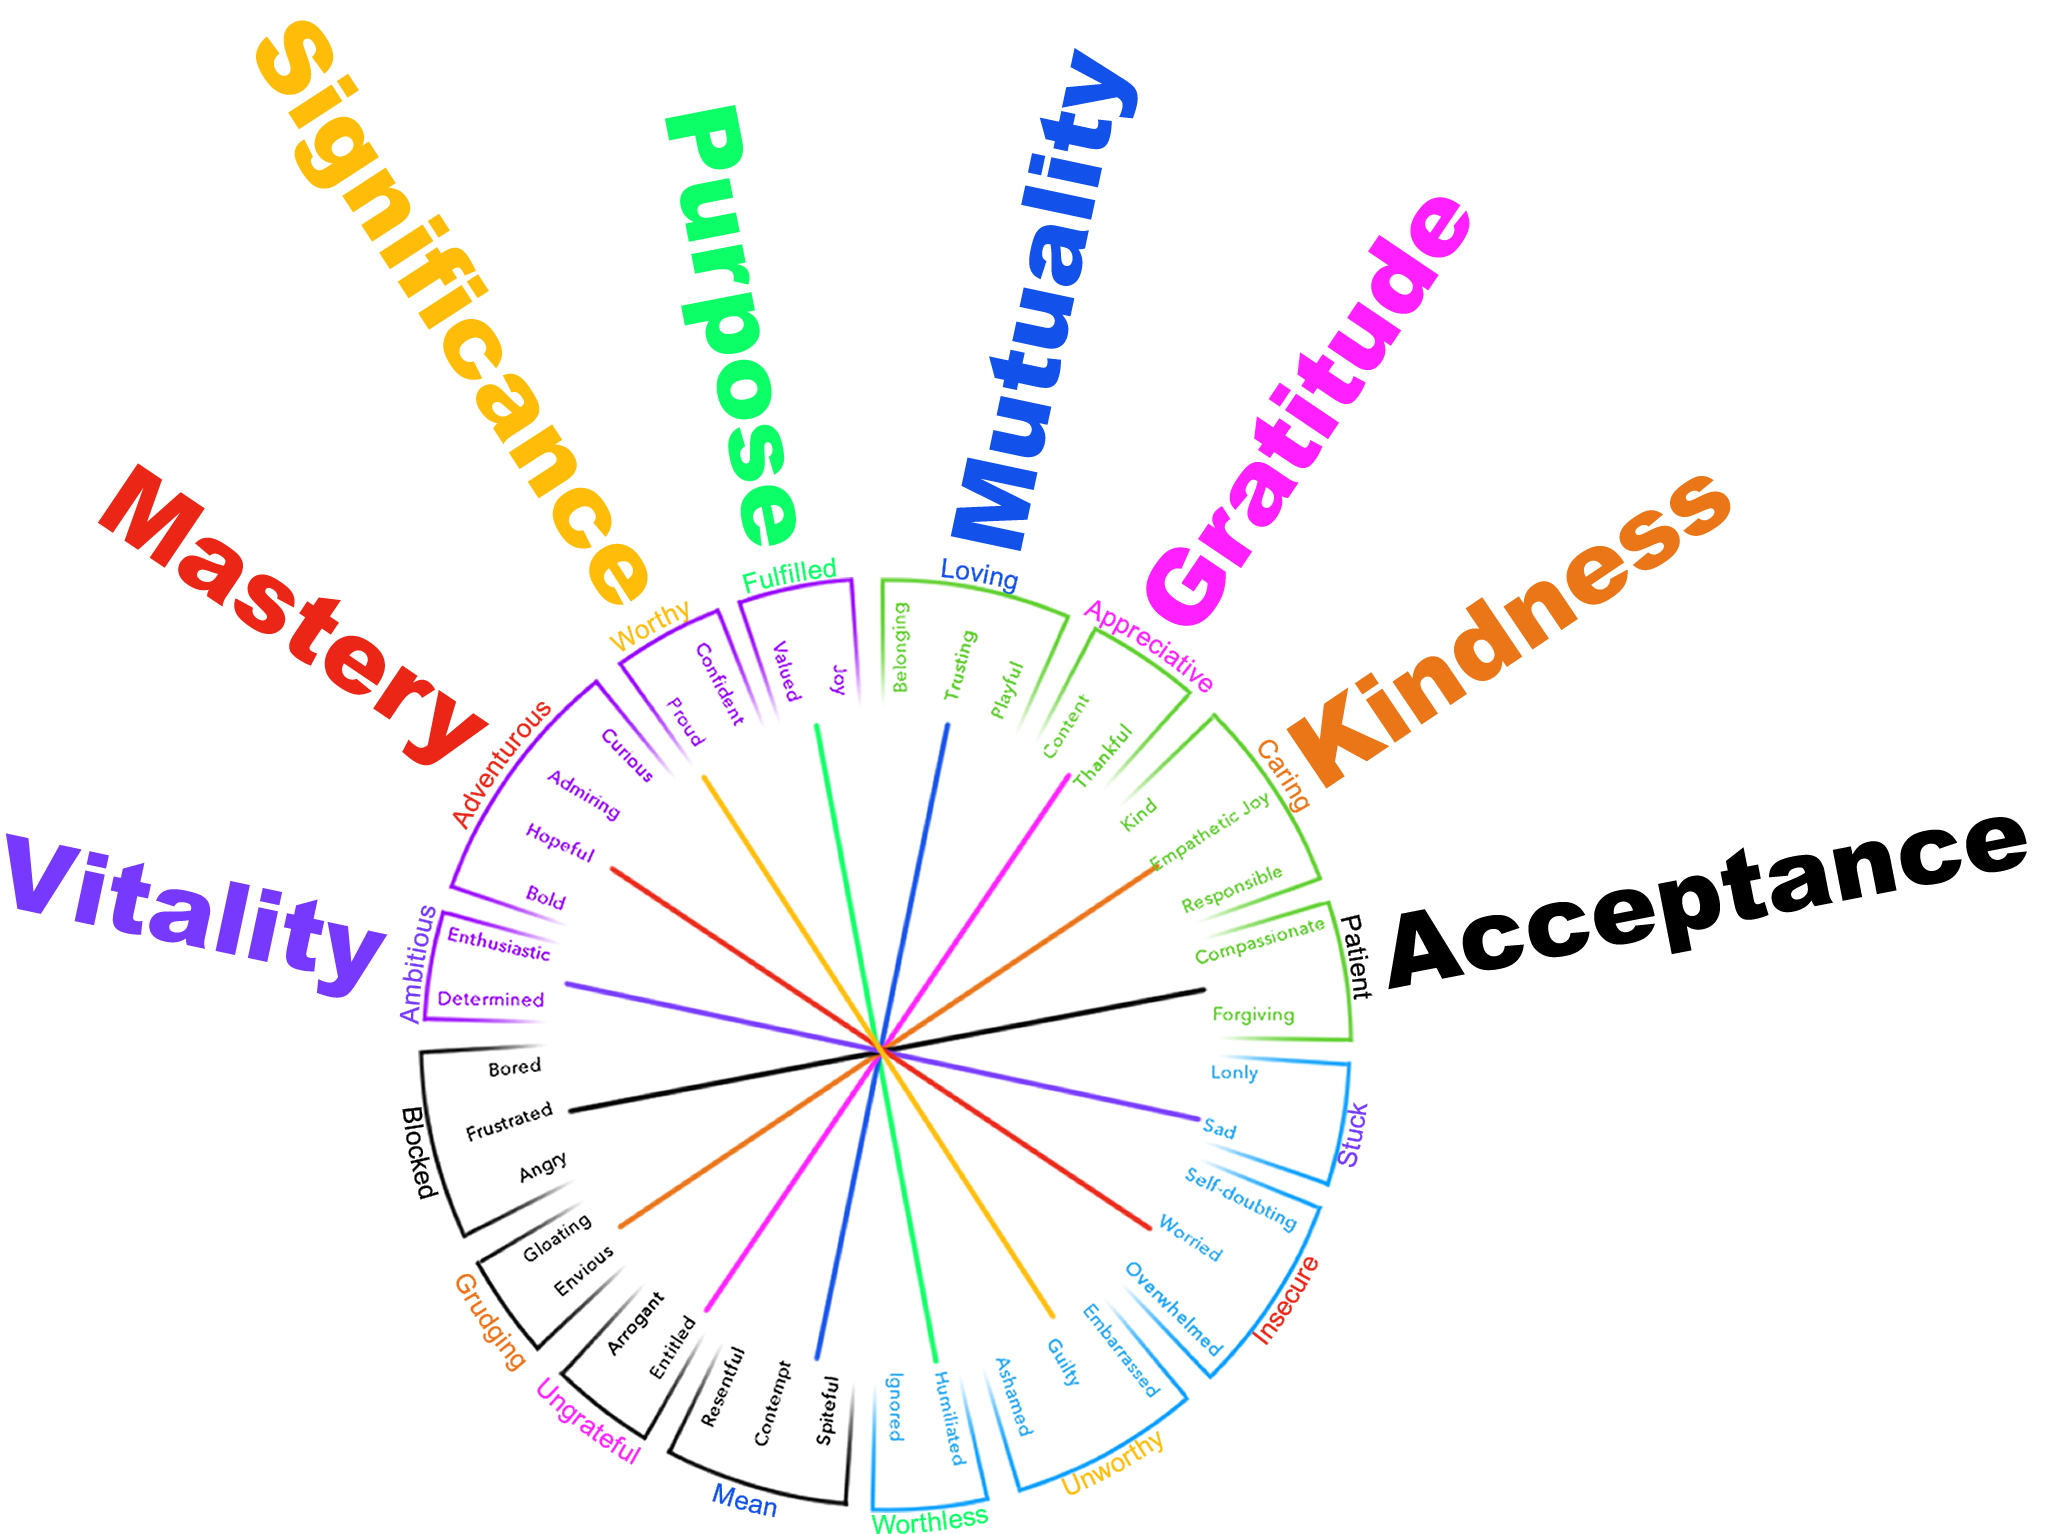 Vitality
Mastery
Significance
Purpose
Mutuality
Gratitude
Kindness
Acceptance
Ambitious
Enthusiastic
Determined
Adventurous
Curious
Admiring
Hopeful
Bold
Worthy
Confident
Proud
Fulfilled
Valued
Joy
Loving
Belonging
Trusting
Playful
Appreciative
Content
Thankful
Caring
Kind
Empathetic Joy
Responsible
Patient
Compassionate
Forgiving
Stuck
Lonly
Sad
Insecure
Self-doubting
Worried
Overwhelmed
Unworthy
Embarrassed
Guilty
Ashamed
Worthless
Humiliated
Ignored
Mean
Spiteful
Contempt
Resentful
Ungrateful
Entitled
Arrogant
Grudging
Envious
Gloating
Blocked
Angry
Frustrated
Bored